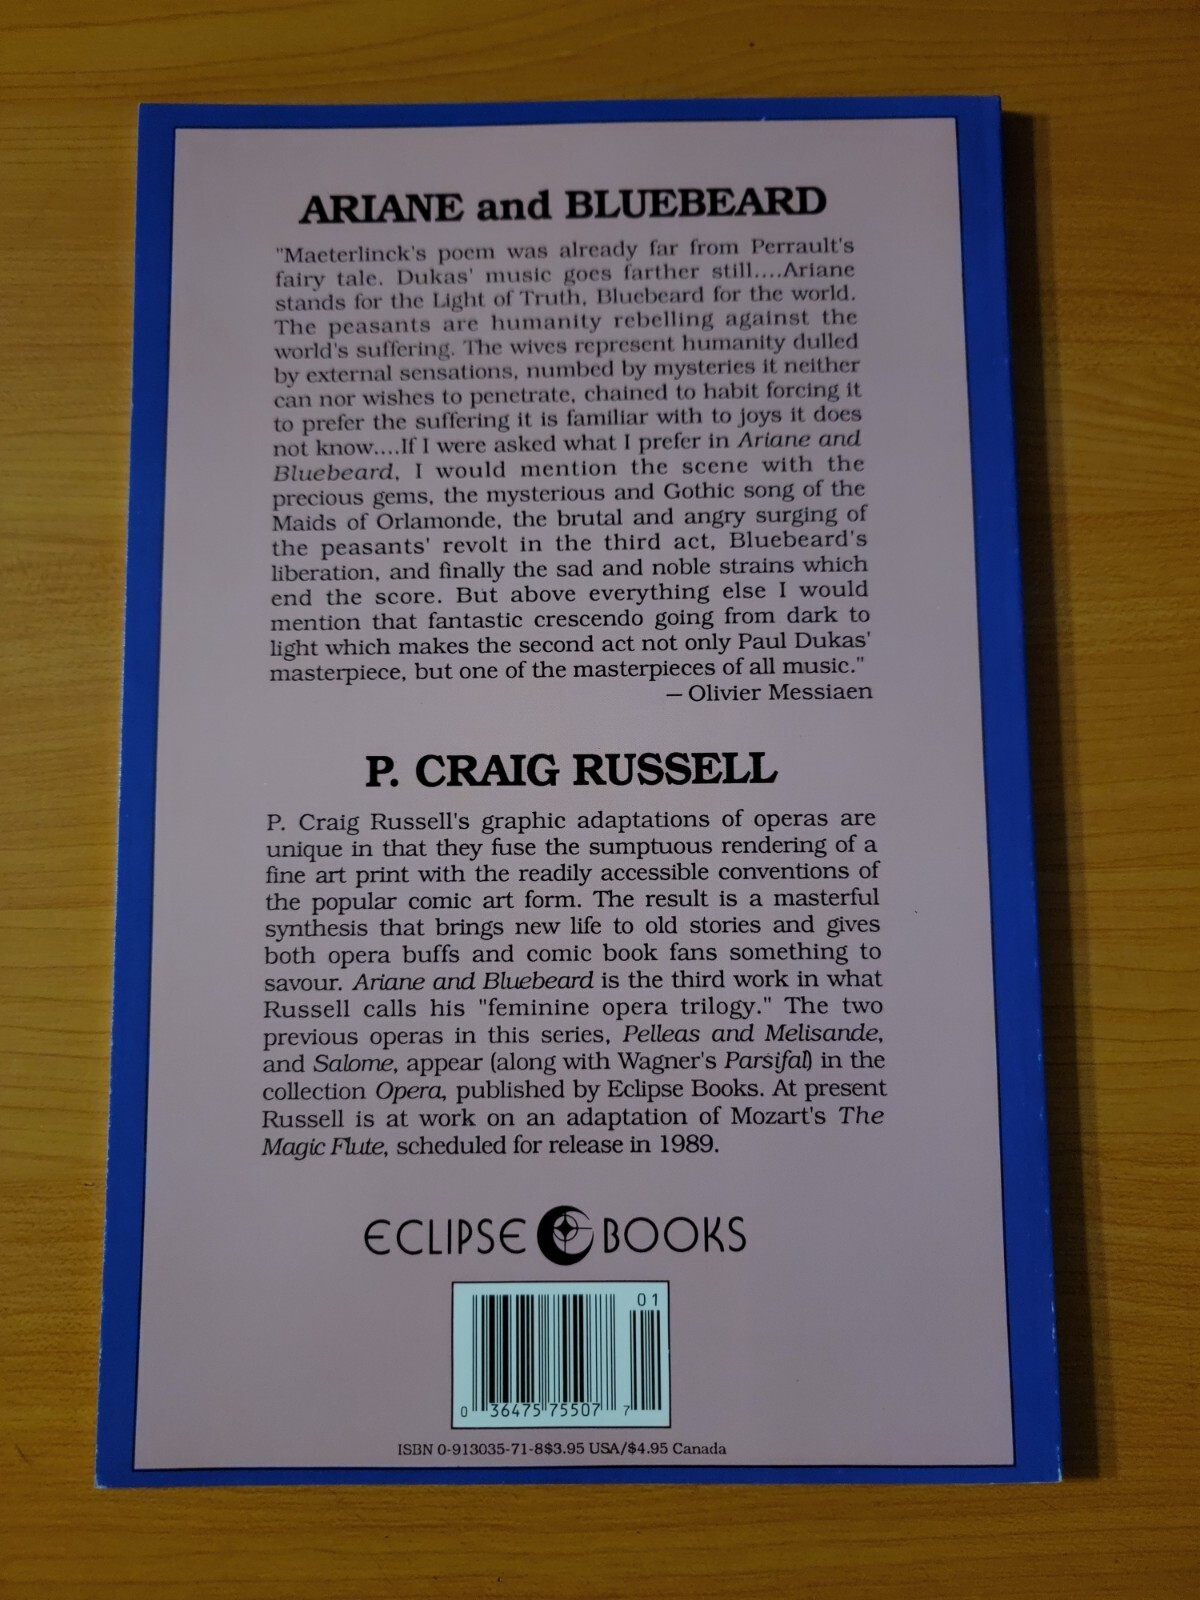 ARIANE and BLUEBEARD
"Maeterlinck's poem was already far from Perrault's
fairy tale. Dukas' music goes farther still....Ariane
stands for the Light of Truth, Bluebeard for the world.
The peasants are humanity rebelling against the
world's suffering. The wives represent humanity dulled
by external sensations, numbed by mysteries it neither
can nor wishes to penetrate, chained to habit forcing it
to prefer the suffering it is familiar with to joys it does
not know....If I were asked what I prefer in Ariane and
Bluebeard, I would mention the scene with the
precious gems, the mysterious and Gothic song of the
Maids of Orlamonde, the brutal and angry surging of
the peasants' revolt in the third act, Bluebeard's
liberation, and finally the sad and noble strains which
end the score. But above everything else I would
mention that fantastic crescendo going from dark to
light which makes the second act not only Paul Dukas'
masterpiece, but one of the masterpieces of all music."
— Olivier Messiaen
P. CRAIG RUSSELL
P. Craig Russell's graphic adaptations of operas are
unique in that they fuse the sumptuous rendering of a
fine art print with the readily accessible conventions of
the popular comic art form. The result is a masterful
synthesis that brings new life to old stories and gives
both opera buffs and comic book fans something to
savour. Ariane and Bluebeard is the third work in what
Russell calls his "feminine opera trilogy." The two
previous operas in this series, Pelleas and Melisande,
and Salome, appear (along with Wagner's Parsifal) in the
collection Opera, published by Eclipse Books. At present
Russell is at work on an adaptation of Mozart's The
Magic Flute, scheduled for release in 1989.
ECLIPSE BOOKS
01
0 36475 75507 7
ISBN 0-913035-71-8$3.95 USA/$4.95 Canada